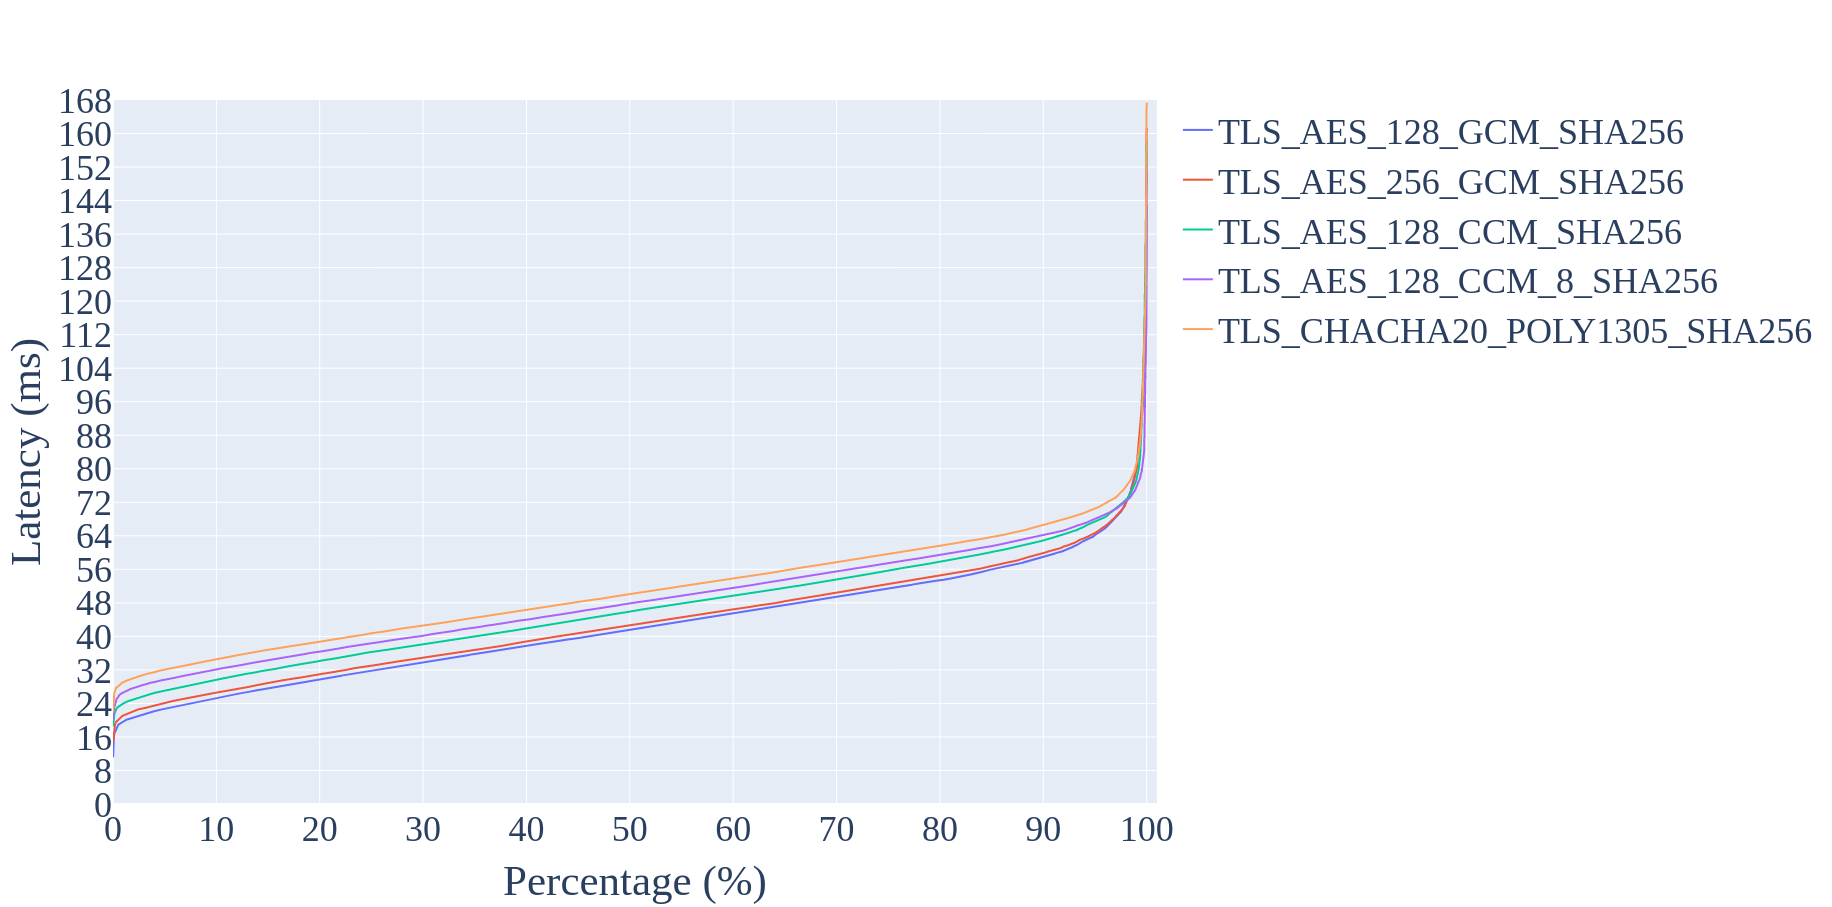 168
160
152
144
136
128
120
112
104
96
88
80
72
64
56
48
40
32
24
16
8
0
0 10 20 30 40 50 60 70 80 90 100
Latency (ms)
Percentage (%)
TLS_AES_128_GCM_SHA256
TLS_AES_256_GCM_SHA256
TLS_AES_128_CCM_SHA256
TLS_AES_128_CCM_8_SHA256
TLS_CHACHA20_POLY1305_SHA256